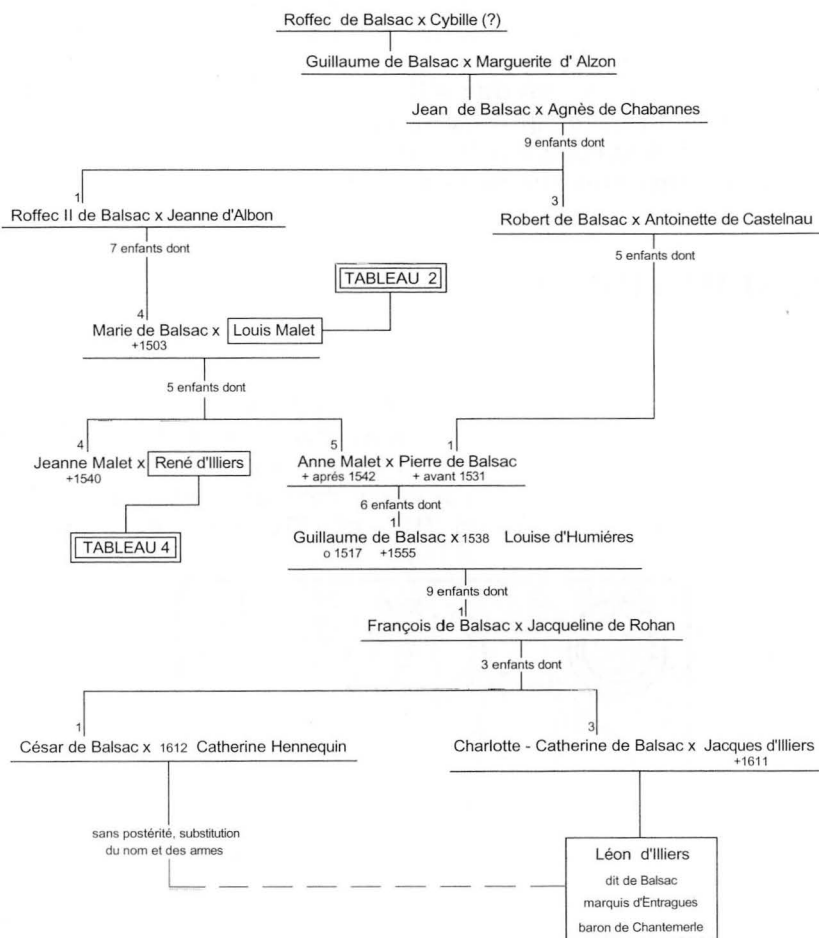 Roffec de Balsac x Cybille (?)
Guillaume de Balsac x Marguerite d' Alzon
Jean de Balsac x Agnès de Chabannes
9 enfants dont
1
3
Roffec II de Balsac x Jeanne d'Albon
Robert de Balsac x Antoinette de Castelnau
7 enfants dont
5 enfants dont
TABLEAU 2
4
Marie de Balsac x Louis Malet
+1503
5 enfants dont
4
5
1
Jeanne Malet x René d'Illiers
Anne Malet x Pierre de Balsac
+1540
+ aprés 1542
+ avant 1531
6 enfants dont
1
TABLEAU 4
Guillaume de Balsac x 1538 Louise d'Humiéres
o 1517 +1555
9 enfants dont
1
François de Balsac x Jacqueline de Rohan
3 enfants dont
1
3
César de Balsac x 1612 Catherine Hennequin
Charlotte - Catherine de Balsac x Jacques d'Illiers
+1611
sans postérité, substitution
du nom et des armes
Léon d'Illiers
dit de Balsac
marquis d'Entragues
baron de Chantemerle